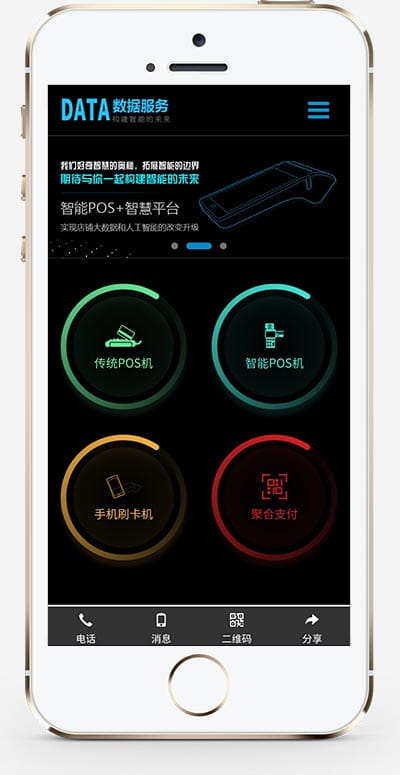 DATA 数据服务
构建智能的未来
我们好奇智慧的奥秘，拓展智能的边界
期待与你一起构建智能的未来
智能POS+智慧平台
实现店铺大数据和人工智能的改变升级
传统POS机
智能POS机
手机刷卡机
聚合支付
电话
消息
二维码
分享